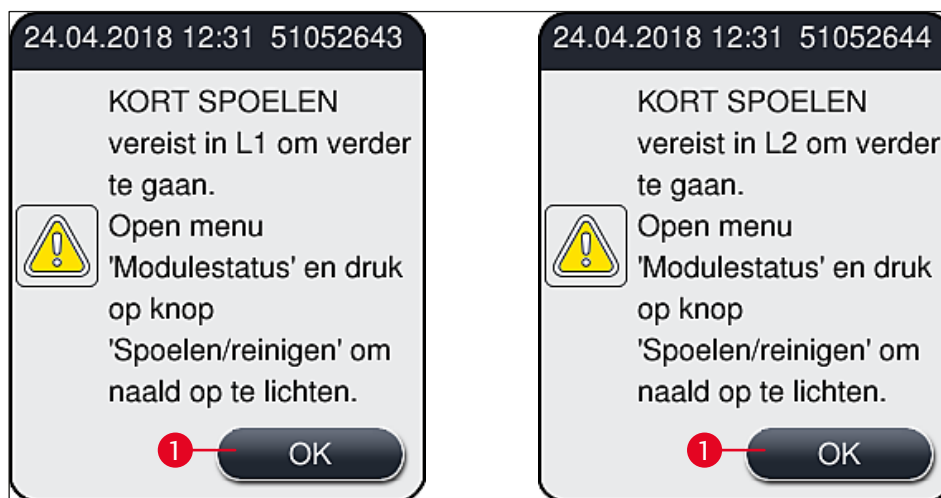 24.04.2018 12:31 51052643
KORT SPOELEN
vereist in L1 om verder
te gaan.
Open menu
'Modulestatus' en druk
op knop
'Spoelen/reinigen' om
naald op te lichten.
1
OK
24.04.2018 12:31 51052644
KORT SPOELEN
vereist in L2 om verder
te gaan.
Open menu
'Modulestatus' en druk
op knop
'Spoelen/reinigen' om
naald op te lichten.
1
OK